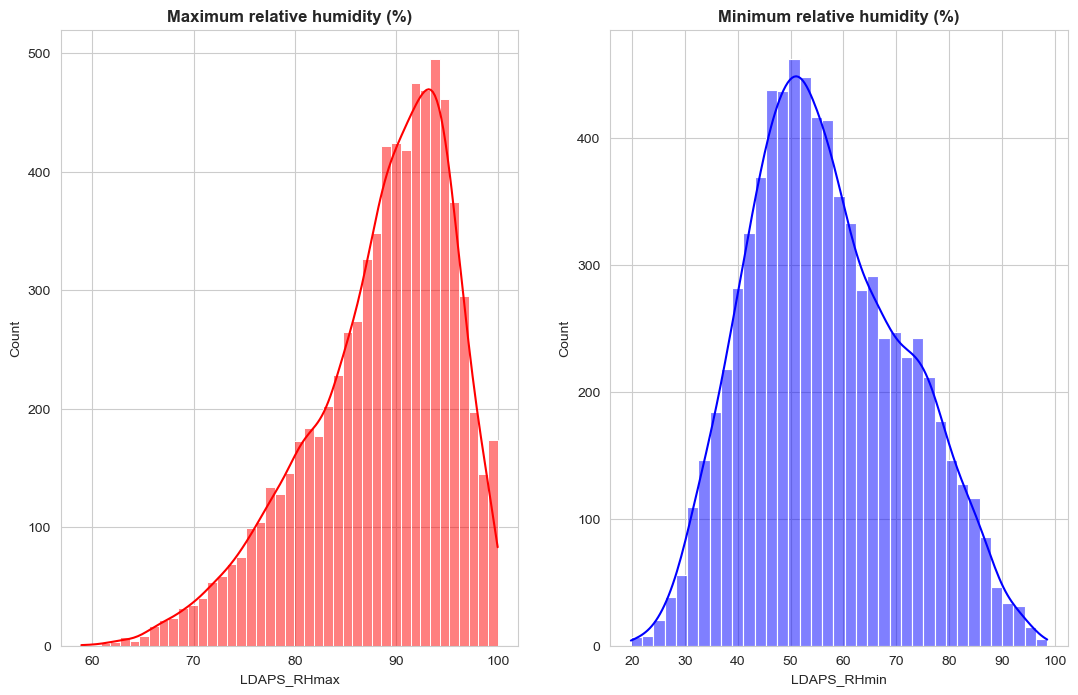 Maximum relative humidity (%)
500
400
300
200
100
0
Count
60 70 80 90 100
LDAPS_RHmax
Minimum relative humidity (%)
400
300
200
100
0
Count
20 30 40 50 60 70 80 90 100
LDAPS_RHmin